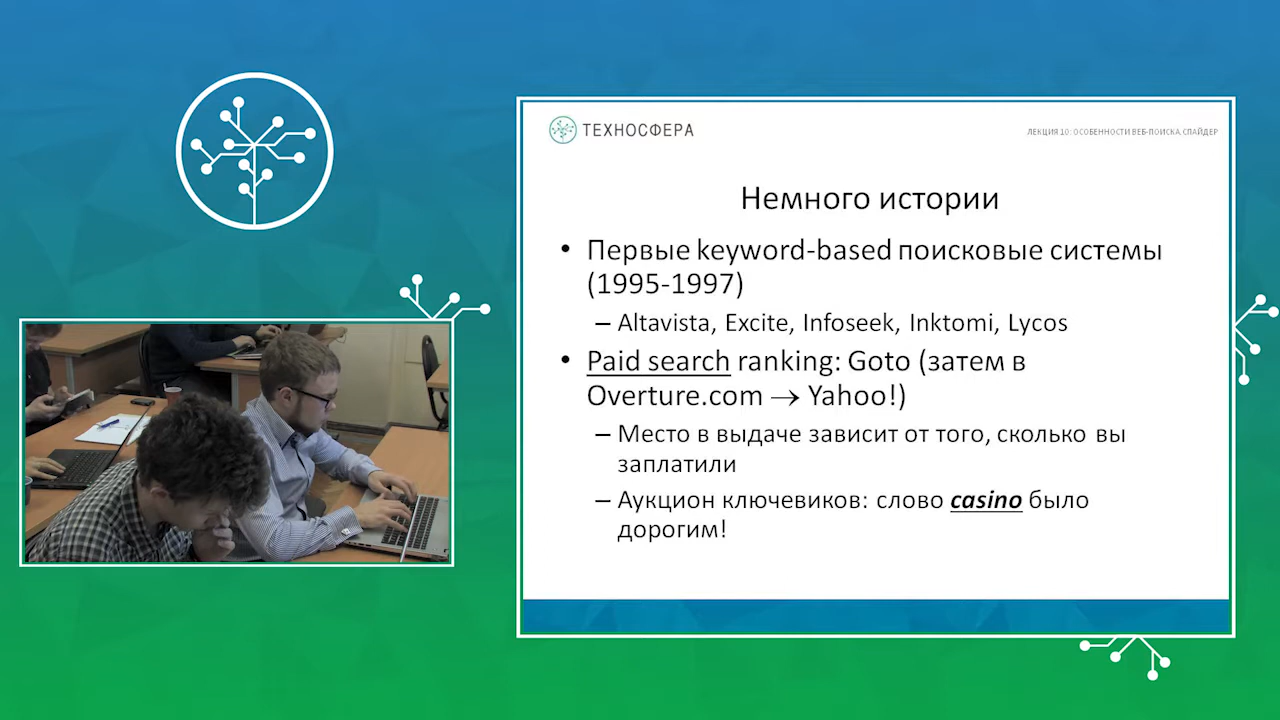 ТЕХНОСФЕРА
ЛЕКЦИЯ 10: ОСОБЕННОСТИ ВЕБ-ПОИСКА. СПАЙДЕР
Немного истории
• Первые keyword-based поисковые системы
(1995-1997)
– Altavista, Excite, Infoseek, Inktomi, Lycos
• Paid search ranking: Goto (затем в
Overture.com → Yahoo!)
– Место в выдаче зависит от того, сколько вы
заплатили
– Аукцион ключевиков: слово casino было
дорогим!